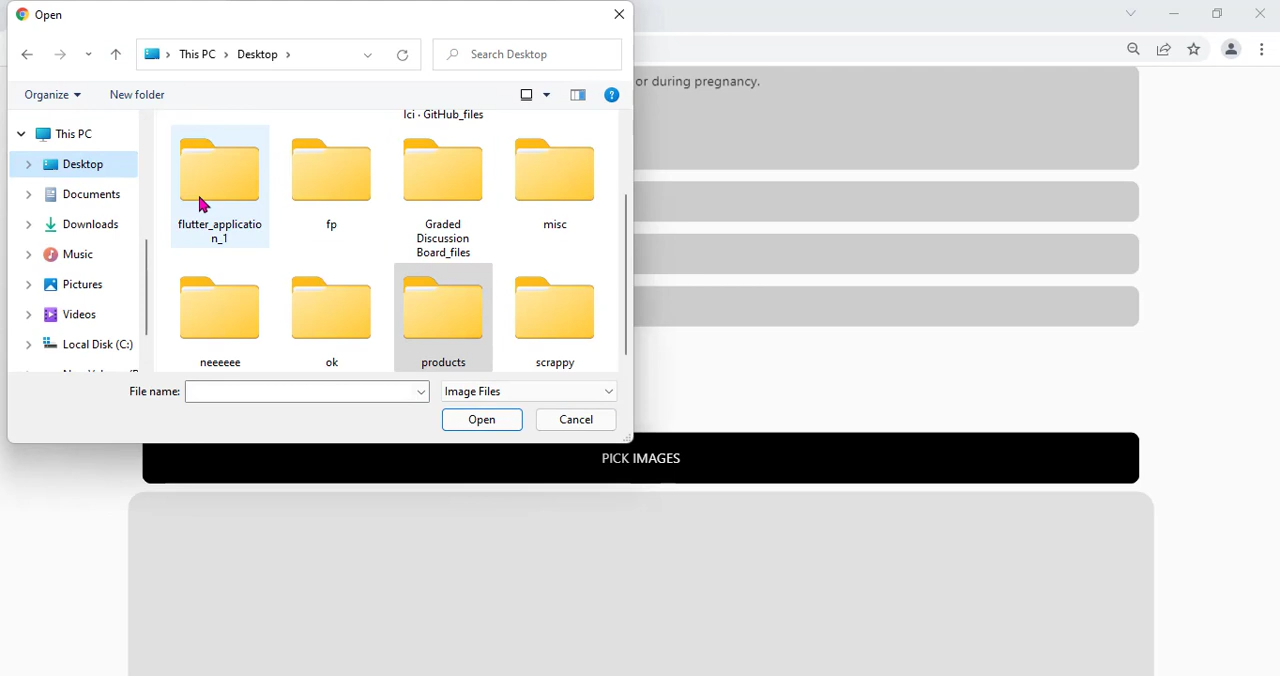 Open
This PC
Desktop
Search Desktop
or during pregnancy.
Organize
New folder
This PC
Desktop
Documents
Downloads
Music
Pictures
Videos
Local Disk (C:)
lci · GitHub_files
flutter_applicatio
n_1
fp
Graded
Discussion
Board_files
misc
neeeeee
ok
products
scrappy
File name:
Image Files
Open
Cancel
PICK IMAGES